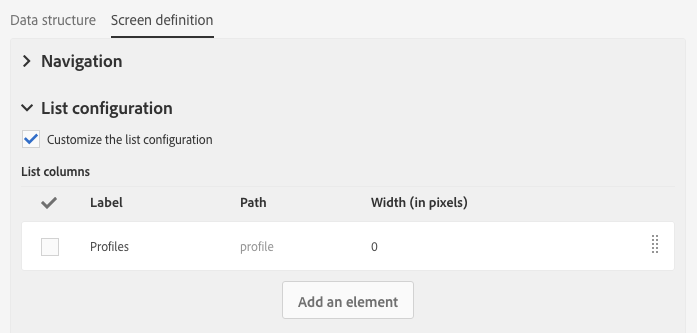 Data structure Screen definition
Navigation
List configuration
Customize the list configuration
List columns
Label Path Width (in pixels)
Profiles profile 0
Add an element